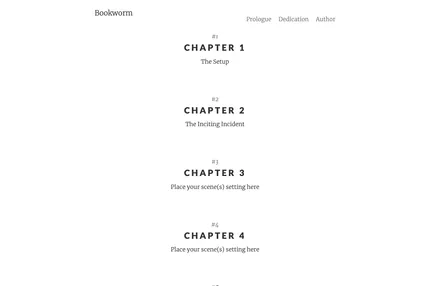 Bookworm
Prologue Dedication Author
#1
CHAPTER 1
The Setup
#2
CHAPTER 2
The Inciting Incident
#3
CHAPTER 3
Place your scene(s) setting here
#4
CHAPTER 4
Place your scene(s) setting here